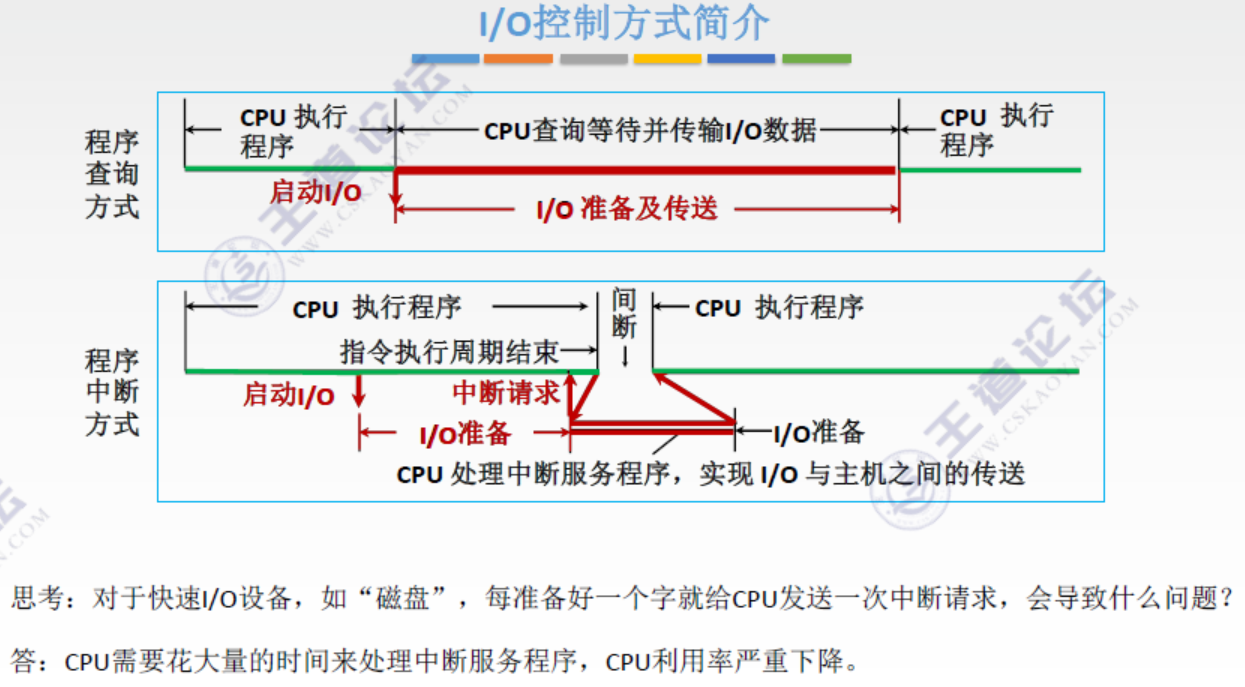 I/O控制方式简介
程序
查询
方式
CPU 执行
程序
CPU查询等待并传输I/O数据
CPU 执行
程序
启动I/O
I/O 准备及传送
程序
中断
方式
CPU 执行程序
间
断
CPU 执行程序
指令执行周期结束
启动I/O
中断请求
I/O准备
I/O准备
CPU 处理中断服务程序，实现 I/O 与主机之间的传送
思考：对于快速I/O设备，如“磁盘”，每准备好一个字就给CPU发送一次中断请求，会导致什么问题？
答：CPU需要花大量的时间来处理中断服务程序，CPU利用率严重下降。
王道论坛
WWW.CSKAOYAN.COM
王道论坛
WWW.CSKAOYAN.COM
坛
N.COM